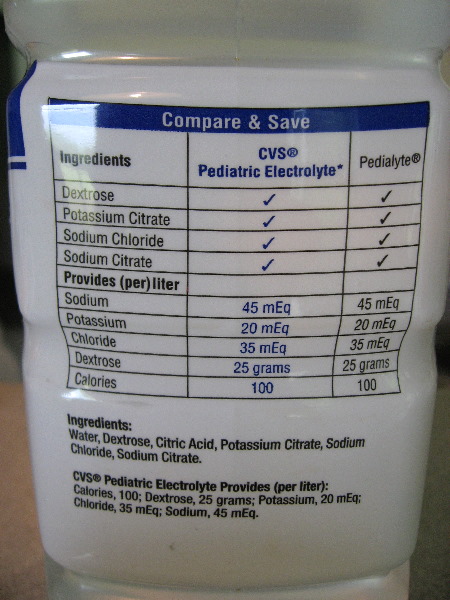 Compare & Save
Ingredients CVS® Pediatric Electrolyte* Pedialyte®
Dextrose ✓ ✓
Potassium Citrate ✓ ✓
Sodium Chloride ✓ ✓
Sodium Citrate ✓ ✓
Provides (per) liter
Sodium 45 mEq 45 mEq
Potassium 20 mEq 20 mEq
Chloride 35 mEq 35 mEq
Dextrose 25 grams 25 grams
Calories 100 100
Ingredients:
Water, Dextrose, Citric Acid, Potassium Citrate, Sodium
Chloride, Sodium Citrate.
CVS® Pediatric Electrolyte Provides (per liter):
Calories, 100; Dextrose, 25 grams; Potassium, 20 mEq;
Chloride, 35 mEq; Sodium, 45 mEq.